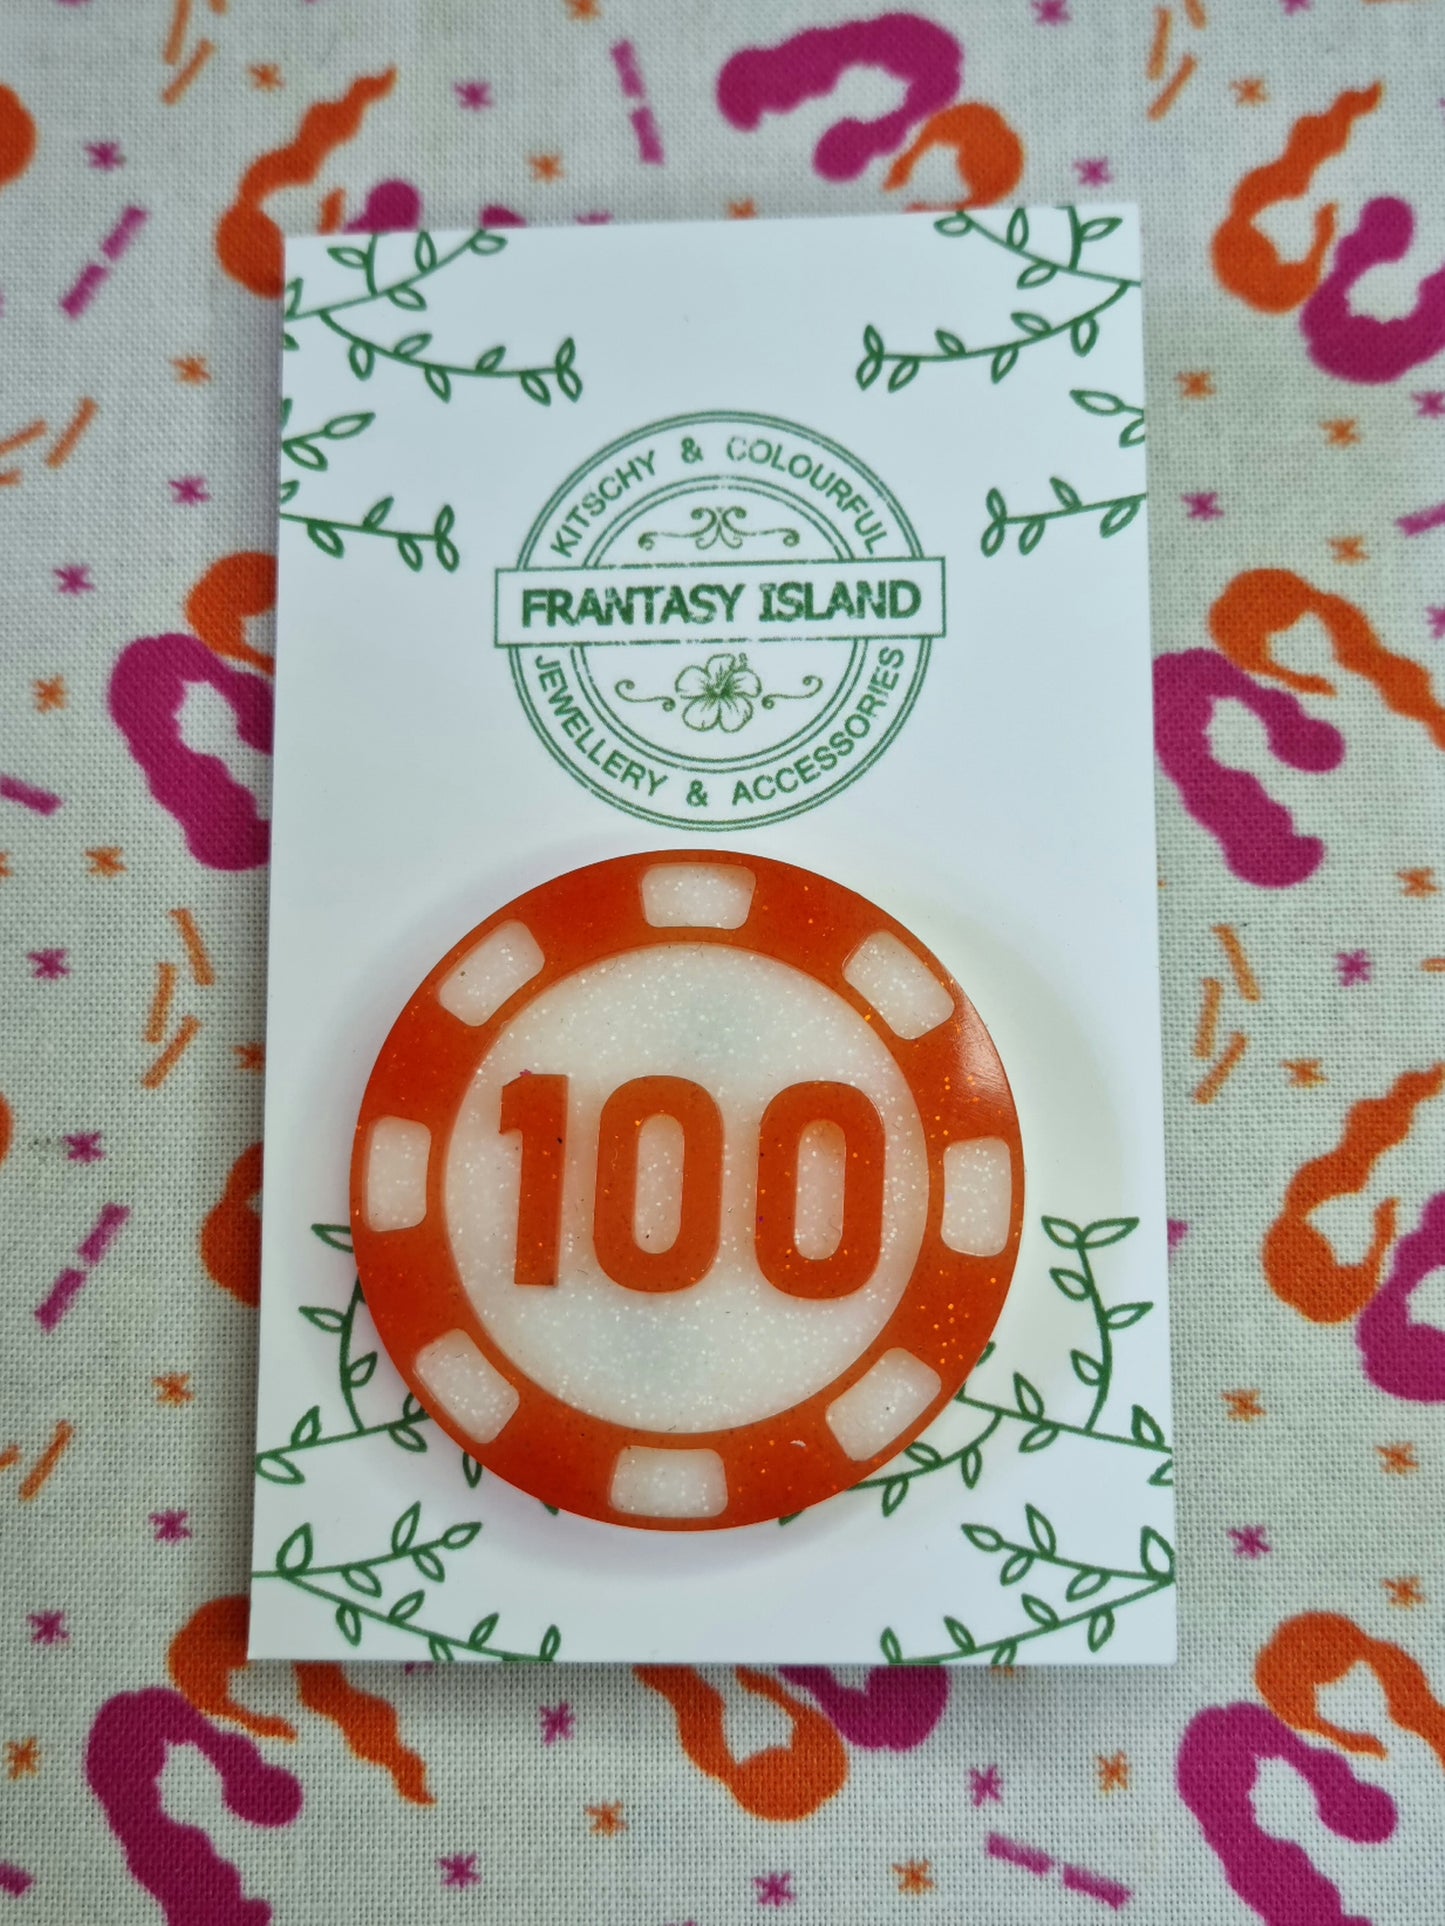 KITSCHY & COLOURFUL
FRANTASY ISLAND
JEWELLERY & ACCESSORIES
100